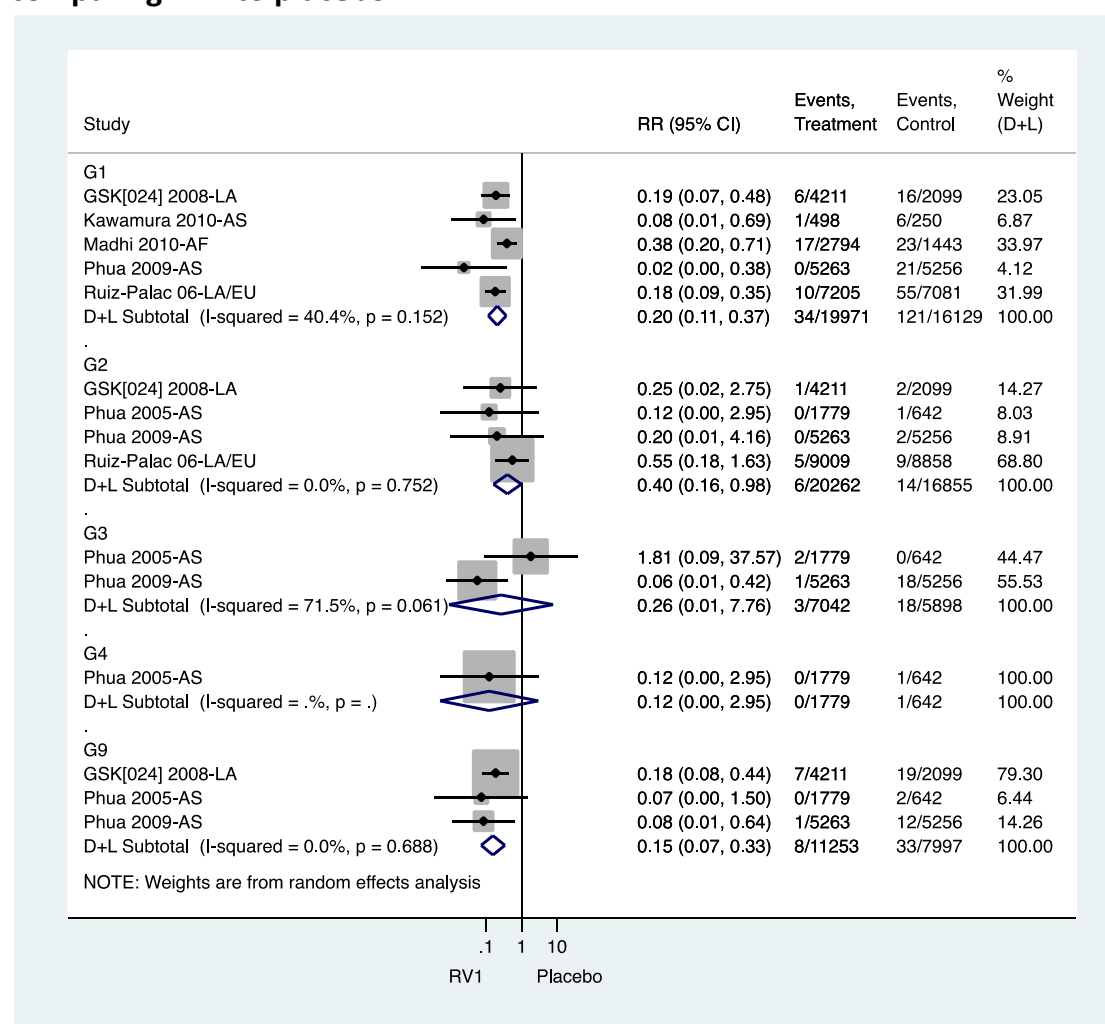 %
Events, Events, Weight
Study RR (95% CI) Treatment Control (D+L)
G1
GSK[024] 2008-LA 0.19 (0.07, 0.48) 6/4211 16/2099 23.05
Kawamura 2010-AS 0.08 (0.01, 0.69) 1/498 6/250 6.87
Madhi 2010-AF 0.38 (0.20, 0.71) 17/2794 23/1443 33.97
Phua 2009-AS 0.02 (0.00, 0.38) 0/5263 21/5256 4.12
Ruiz-Palac 06-LA/EU 0.18 (0.09, 0.35) 10/7205 55/7081 31.99
D+L Subtotal (I-squared = 40.4%, p = 0.152) 0.20 (0.11, 0.37) 34/19971 121/16129 100.00
.
G2
GSK[024] 2008-LA 0.25 (0.02, 2.75) 1/4211 2/2099 14.27
Phua 2005-AS 0.12 (0.00, 2.95) 0/1779 1/642 8.03
Phua 2009-AS 0.20 (0.01, 4.16) 0/5263 2/5256 8.91
Ruiz-Palac 06-LA/EU 0.55 (0.18, 1.63) 5/9009 9/8858 68.80
D+L Subtotal (I-squared = 0.0%, p = 0.752) 0.40 (0.16, 0.98) 6/20262 14/16855 100.00
.
G3
Phua 2005-AS 1.81 (0.09, 37.57) 2/1779 0/642 44.47
Phua 2009-AS 0.06 (0.01, 0.42) 1/5263 18/5256 55.53
D+L Subtotal (I-squared = 71.5%, p = 0.061) 0.26 (0.01, 7.76) 3/7042 18/5898 100.00
.
G4
Phua 2005-AS 0.12 (0.00, 2.95) 0/1779 1/642 100.00
D+L Subtotal (I-squared = .%, p = .) 0.12 (0.00, 2.95) 0/1779 1/642 100.00
.
G9
GSK[024] 2008-LA 0.18 (0.08, 0.44) 7/4211 19/2099 79.30
Phua 2005-AS 0.07 (0.00, 1.50) 0/1779 2/642 6.44
Phua 2009-AS 0.08 (0.01, 0.64) 1/5263 12/5256 14.26
D+L Subtotal (I-squared = 0.0%, p = 0.688) 0.15 (0.07, 0.33) 8/11253 33/7997 100.00
NOTE: Weights are from random effects analysis
.1 1 10
RV1 Placebo